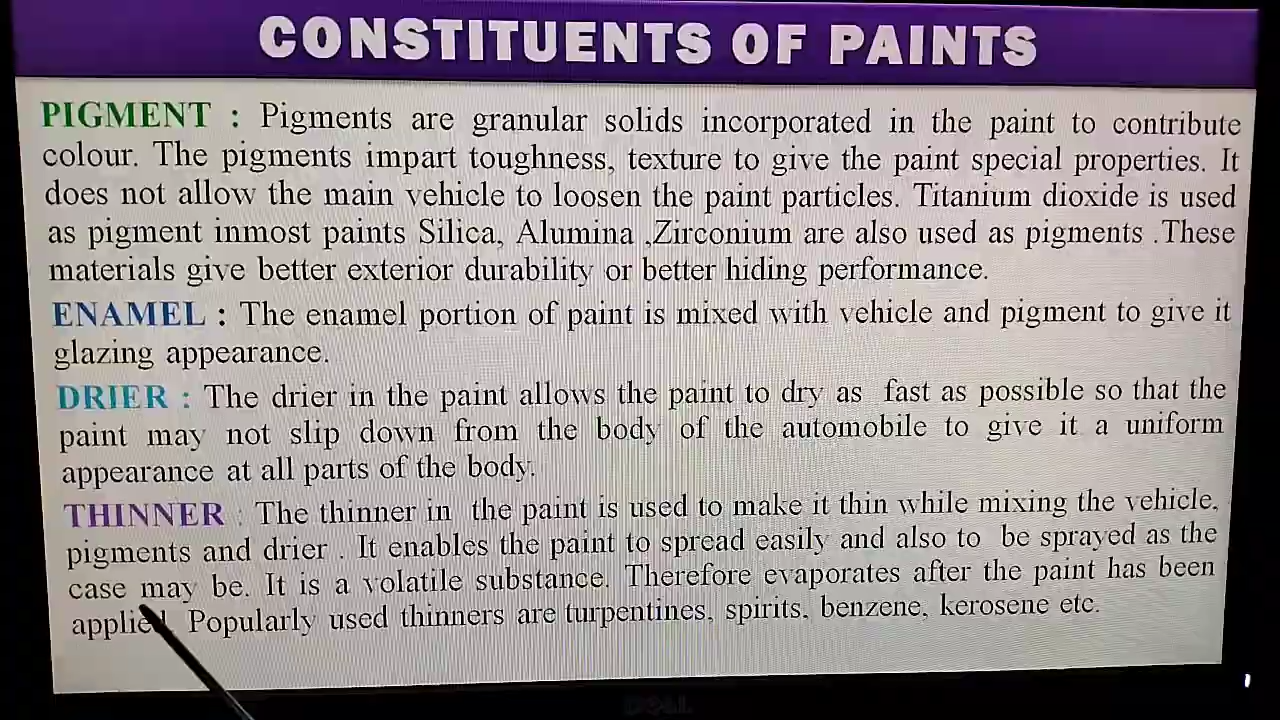 CONSTITUENTS OF PAINTS
PIGMENT : Pigments are granular solids incorporated in the paint to contribute
colour. The pigments impart toughness, texture to give the paint special properties. It
does not allow the main vehicle to loosen the paint particles. Titanium dioxide is used
as pigment inmost paints Silica, Alumina ,Zirconium are also used as pigments .These
materials give better exterior durability or better hiding performance.
ENAMEL : The enamel portion of paint is mixed with vehicle and pigment to give it
glazing appearance.
DRIER : The drier in the paint allows the paint to dry as fast as possible so that the
paint may not slip down from the body of the automobile to give it a uniform
appearance at all parts of the body.
THINNER : The thinner in the paint is used to make it thin while mixing the vehicle,
pigments and drier . It enables the paint to spread easily and also to be sprayed as the
case may be. It is a volatile substance. Therefore evaporates after the paint has been
applied. Popularly used thinners are turpentines, spirits, benzene, kerosene etc.
DELL